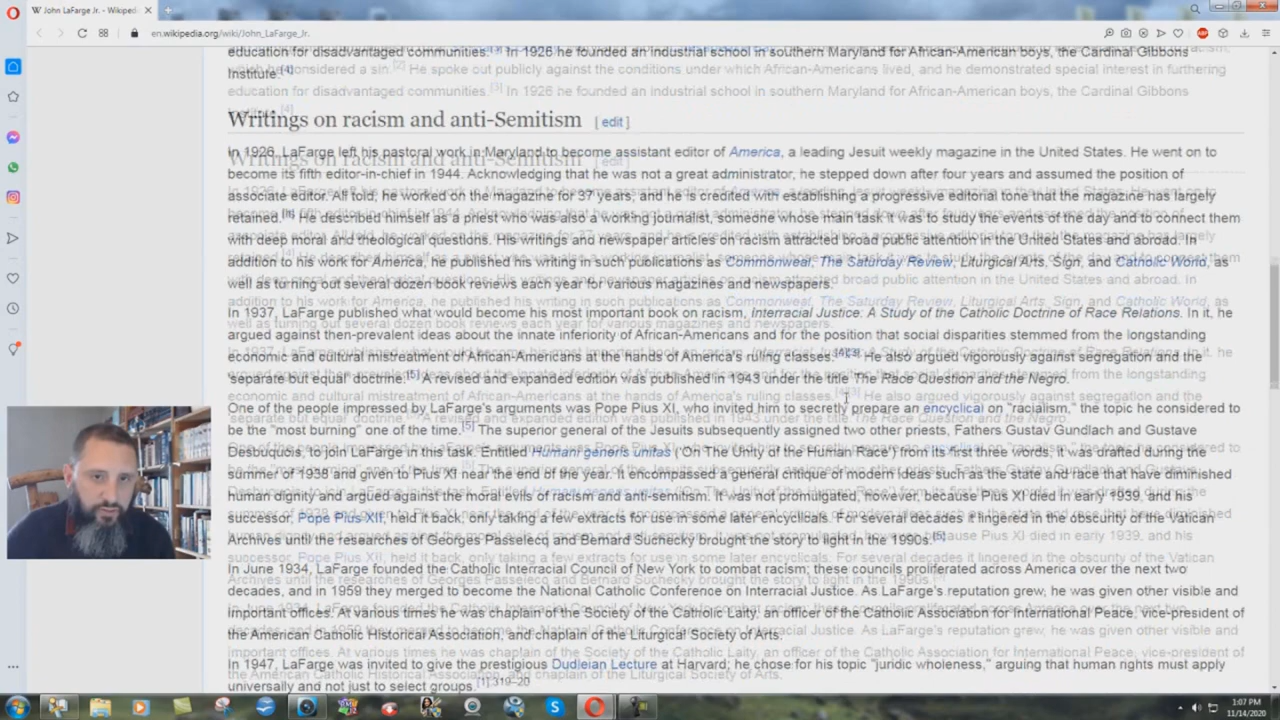 W John LaFarge Jr. - Wikipedi
en.wikipedia.org/wiki/John_LaFarge_Jr.
education for disadvantaged communities. In 1926 he founded an industrial school in southern Maryland for African-American boys, the Cardinal Gibbons
Institute.[4]
Writings on racism and anti-Semitism [edit]
In 1926, LaFarge left his pastoral work in Maryland to become assistant editor of America, a leading Jesuit weekly magazine in the United States. He went on to
become its fifth editor-in-chief in 1944. Acknowledging that he was not a great administrator, he stepped down after four years and assumed the position of
associate editor. All told, he worked on the magazine for 37 years, and he is credited with establishing a progressive editorial tone that the magazine has largely
retained. He described himself as a priest who was also a working journalist, someone whose main task it was to study the events of the day and to connect them
with deep moral and theological questions. His writings and newspaper articles on racism attracted broad public attention in the United States and abroad. In
addition to his work for America, he published his writing in such publications as Commonweal, The Saturday Review, Liturgical Arts, Sign, and Catholic World, as
well as turning out several dozen book reviews each year for various magazines and newspapers.
In 1937, LaFarge published what would become his most important book on racism, Interracial Justice: A Study of the Catholic Doctrine of Race Relations. In it, he
argued against then-prevalent ideas about the innate inferiority of African-Americans and for the position that social disparities stemmed from the longstanding
economic and cultural mistreatment of African-Americans at the hands of America's ruling classes.[4][3] He also argued vigorously against segregation and the
'separate but equal' doctrine.[5] A revised and expanded edition was published in 1943 under the title The Race Question and the Negro.
One of the people impressed by LaFarge's arguments was Pope Pius XI, who invited him to secretly prepare an encyclical on "racialism," the topic he considered to
be the "most burning" one of the time.[5] The superior general of the Jesuits subsequently assigned two other priests, Fathers Gustav Gundlach and Gustave
Desbuquois, to join LaFarge in this task. Entitled Humani generis unitas ('On The Unity of the Human Race') from its first three words, it was drafted during the
summer of 1938 and given to Pius XI near the end of the year. It encompassed a general critique of modern ideas such as the state and race that have diminished
human dignity and argued against the moral evils of racism and anti-semitism. It was not promulgated, however, because Pius XI died in early 1939, and his
successor, Pope Pius XII, held it back, only taking a few extracts for use in some later encyclicals. For several decades it lingered in the obscurity of the Vatican
Archives until the researches of Georges Passelecq and Bernard Suchecky brought the story to light in the 1990s.[5]
In June 1934, LaFarge founded the Catholic Interracial Council of New York to combat racism; these councils proliferated across America over the next two
decades, and in 1959 they merged to become the National Catholic Conference on Interracial Justice. As LaFarge's reputation grew, he was given other visible and
important offices. At various times he was chaplain of the Society of the Catholic Laity, an officer of the Catholic Association for International Peace, vice-president of
the American Catholic Historical Association, and chaplain of the Liturgical Society of Arts.
In 1947, LaFarge was invited to give the prestigious Dudleian Lecture at Harvard; he chose for his topic "juridic wholeness," arguing that human rights must apply
universally and not just to select groups.[1]:319–20
1:07 PM
11/14/2020